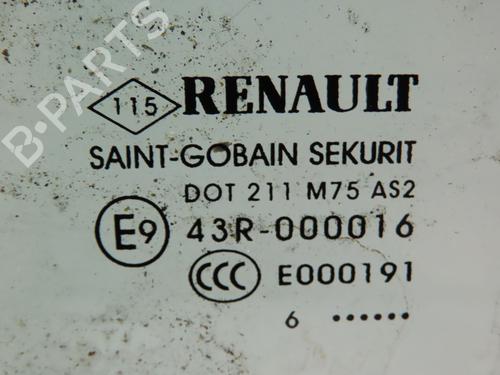 115 RENAULT
SAINT-GOBAIN SEKURIT
DOT 211 M75 AS2
E9 43R-000016
CCC E000191
6 ......
B-PARTS